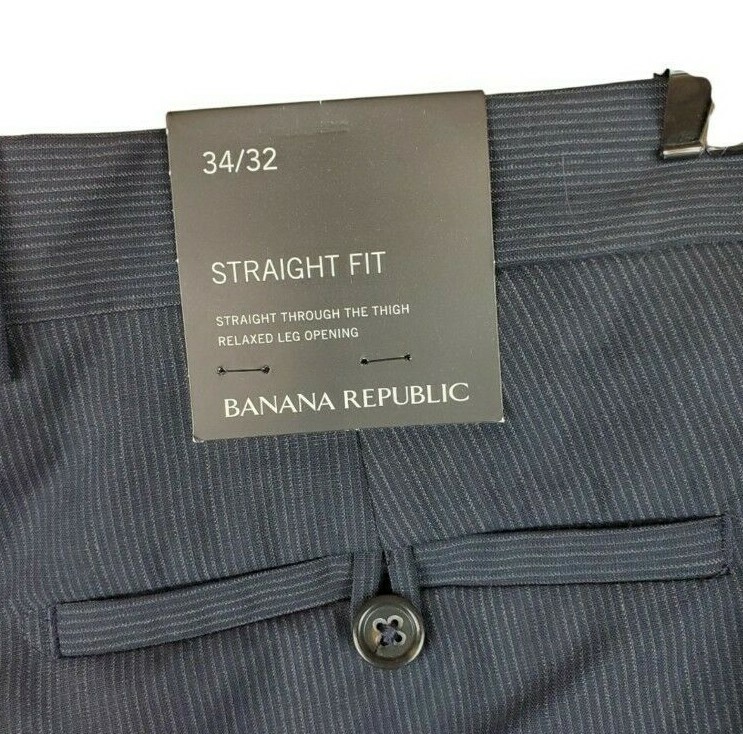 34/32
STRAIGHT FIT
STRAIGHT THROUGH THE THIGH
RELAXED LEG OPENING
BANANA REPUBLIC